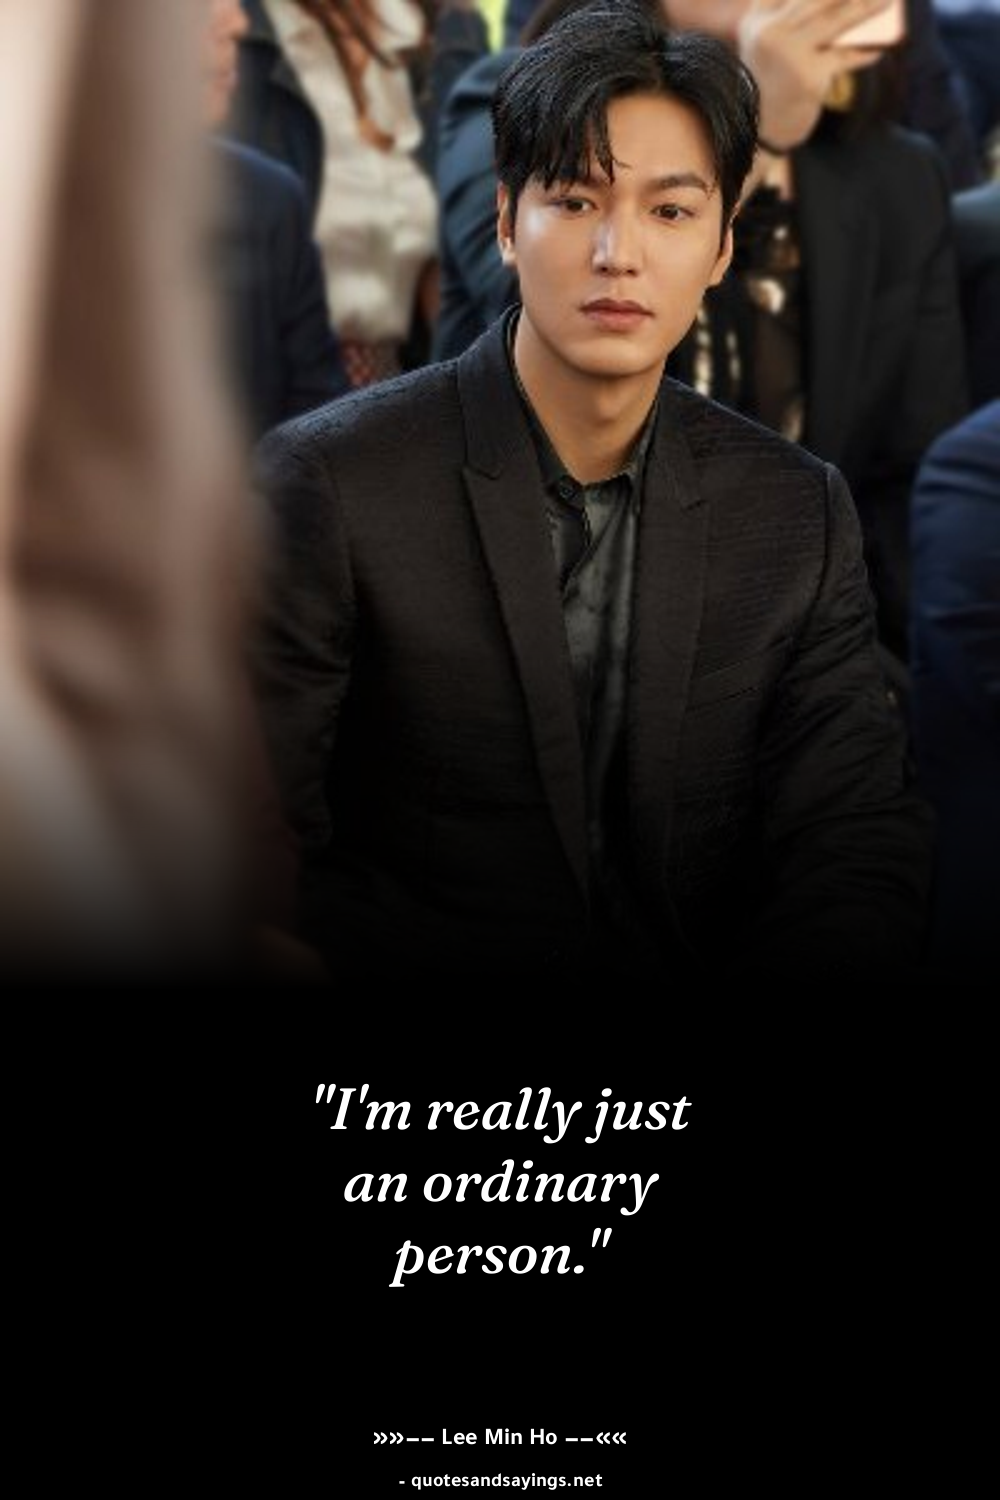 "I'm really just
an ordinary
person."
»»−− Lee Min Ho −−««
- quotesandsayings.net